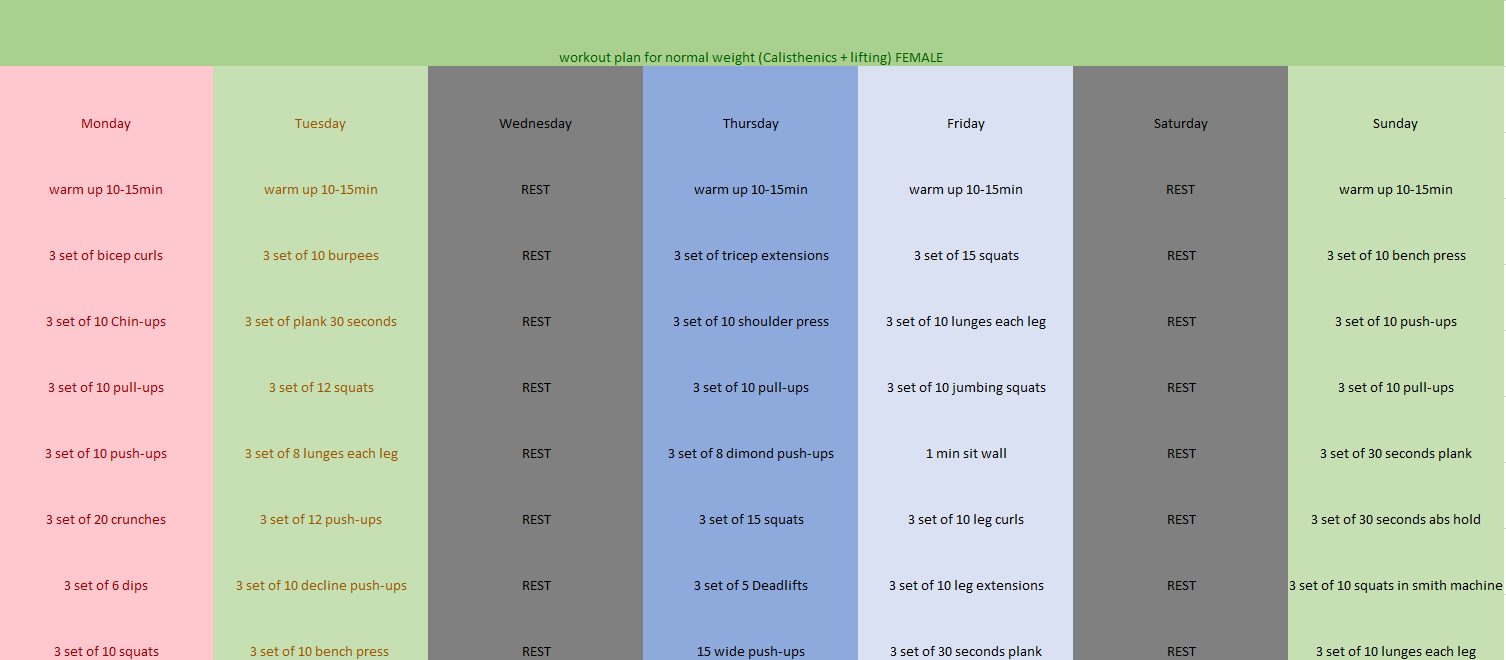 workout plan for normal weight (Calisthenics + lifting) FEMALE
Monday Tuesday Wednesday Thursday Friday Saturday Sunday
warm up 10-15min warm up 10-15min REST warm up 10-15min warm up 10-15min REST warm up 10-15min
3 set of bicep curls 3 set of 10 burpees REST 3 set of tricep extensions 3 set of 15 squats REST 3 set of 10 bench press
3 set of 10 Chin-ups 3 set of plank 30 seconds REST 3 set of 10 shoulder press 3 set of 10 lunges each leg REST 3 set of 10 push-ups
3 set of 10 pull-ups 3 set of 12 squats REST 3 set of 10 pull-ups 3 set of 10 jumbing squats REST 3 set of 10 pull-ups
3 set of 10 push-ups 3 set of 8 lunges each leg REST 3 set of 8 dimond push-ups 1 min sit wall REST 3 set of 30 seconds plank
3 set of 20 crunches 3 set of 12 push-ups REST 3 set of 15 squats 3 set of 10 leg curls REST 3 set of 30 seconds abs hold
3 set of 6 dips 3 set of 10 decline push-ups REST 3 set of 5 Deadlifts 3 set of 10 leg extensions REST 3 set of 10 squats in smith machine
3 set of 10 squats 3 set of 10 bench press REST 15 wide push-ups 3 set of 30 seconds plank REST 3 set of 10 lunges each leg